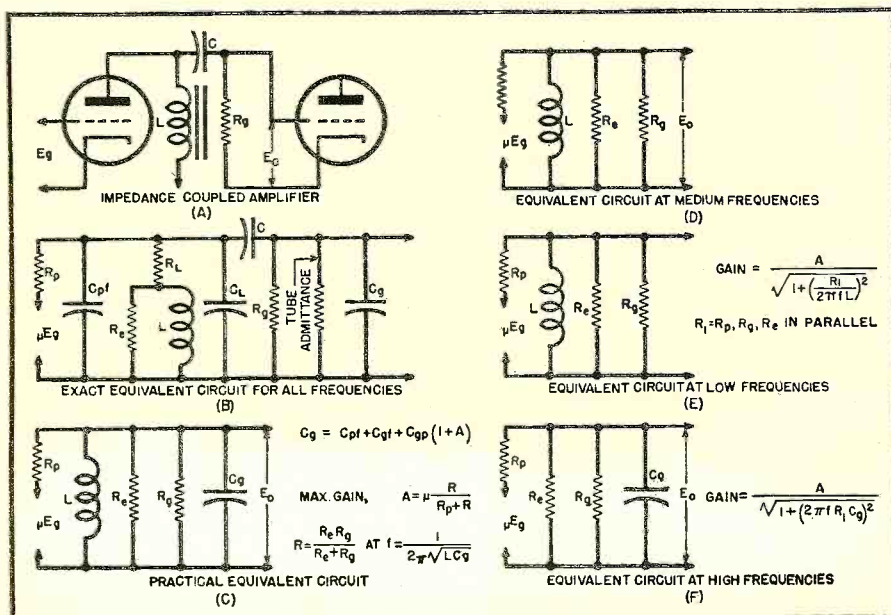 C
L
Rg
Eg
EG
IMPEDANCE COUPLED AMPLIFIER
(A)
Rp
Cpf
μEg
RL
Re
L
CL
C
Rg
TUBE
ADMITTANCE
Cg
EXACT EQUIVALENT CIRCUIT FOR ALL FREQUENCIES
(B)
Rp
L
μEg
Re
Rg
Cg
Eo
Cg = Cpf+Cgf+Cgp(1+A)
MAX. GAIN, A=μ R/(Rp+R)
R= ReRg/(Re+Rg) AT f= 1/(2π√LCg)
PRACTICAL EQUIVALENT CIRCUIT
(C)
μEg
L
Re
Rg
Eo
EQUIVALENT CIRCUIT AT MEDIUM FREQUENCIES
(D)
Rp
μEg
L
Re
Rg
GAIN = A/√(1+(R1/(2πfL))²)
R1=Rp, Rg, Re IN PARALLEL
EQUIVALENT CIRCUIT AT LOW FREQUENCIES
(E)
Rp
μEg
Re
Rg
Cg
Eo
GAIN= A/√(1+(2πfR1Cg)²)
EQUIVALENT CIRCUIT AT HIGH FREQUENCIES
(F)